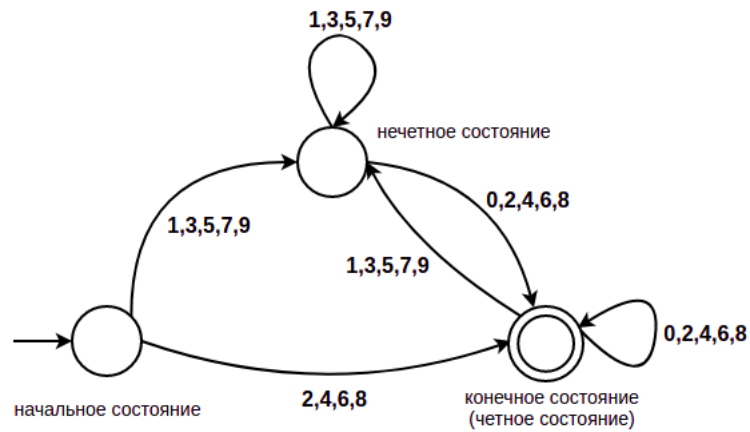 1,3,5,7,9
нечетное состояние
0,2,4,6,8
1,3,5,7,9
1,3,5,7,9
0,2,4,6,8
2,4,6,8
конечное состояние
(четное состояние)
начальное состояние